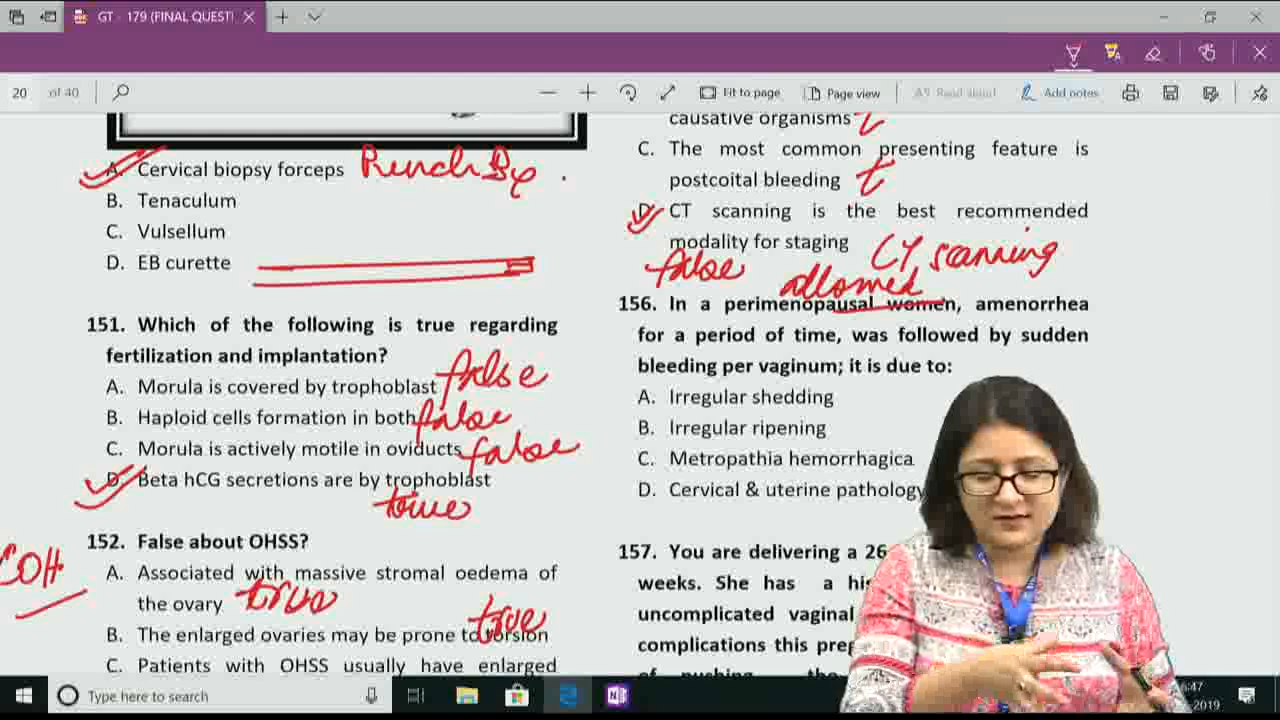 GT - 179 (FINAL QUESTI
20 of 40
Fit to page
Page view
Read aloud
Add notes
A. Cervical biopsy forceps Punch Bx
B. Tenaculum
C. Vulsellum
D. EB curette
151. Which of the following is true regarding
fertilization and implantation?
A. Morula is covered by trophoblast false
B. Haploid cells formation in both false
C. Morula is actively motile in oviducts false
D. Beta hCG secretions are by trophoblast
true
152. False about OHSS?
COH
A. Associated with massive stromal oedema of
the ovary true
B. The enlarged ovaries may be prone to torsion true
C. Patients with OHSS usually have enlarged
causative organisms t
C. The most common presenting feature is
postcoital bleeding t
D. CT scanning is the best recommended
modality for staging CT scanning
false allowed
156. In a perimenopausal women, amenorrhea
for a period of time, was followed by sudden
bleeding per vaginum; it is due to:
A. Irregular shedding
B. Irregular ripening
C. Metropathia hemorrhagica
D. Cervical & uterine pathology
157. You are delivering a 26
weeks. She has a his
uncomplicated vaginal
complications this preg
of pushing, the
Type here to search
6:47
2019